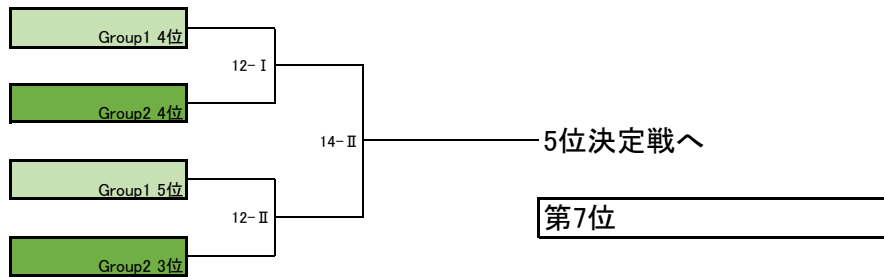 Group1 4位
12-Ⅰ
Group2 4位
14-Ⅱ
5位決定戦へ
Group1 5位
12-Ⅱ
第7位
Group2 3位